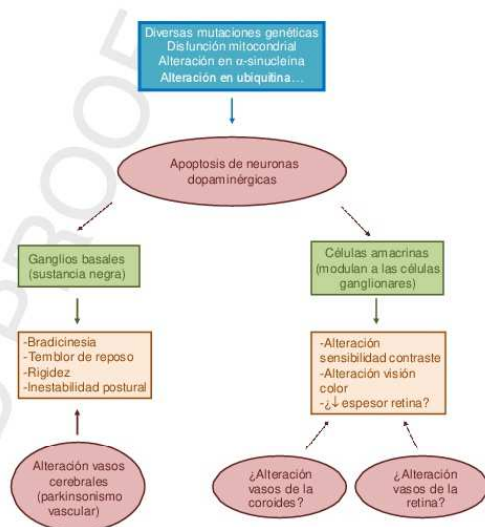 Diversas mutaciones genéticas
Disfunción mitocondrial
Alteración en α-sinucleína
Alteración en ubiquitina…
Apoptosis de neuronas
dopaminérgicas
Ganglios basales
(sustancia negra)
Células amacrinas
(modulan a las células
ganglionares)
-Bradicinesia
-Temblor de reposo
-Rigidez
-Inestabilidad postural
-Alteración
sensibilidad contraste
-Alteración visión
color
-¿↓ espesor retina?
Alteración vasos
cerebrales
(parkinsonismo
vascular)
¿Alteración
vasos de la
coroides?
¿Alteración
vasos de la
retina?
PROOF